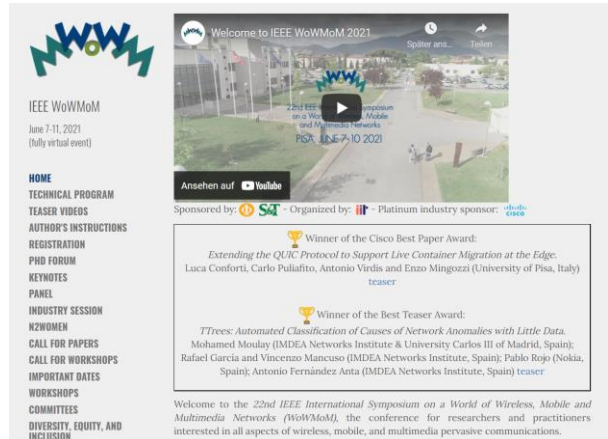 WoWMoM
IEEE WoWMoM
June 7-11, 2021
(fully virtual event)
HOME
TECHNICAL PROGRAM
TEASER VIDEOS
AUTHOR'S INSTRUCTIONS
REGISTRATION
PHD FORUM
KEYNOTES
PANEL
INDUSTRY SESSION
N2WOMEN
CALL FOR PAPERS
CALL FOR WORKSHOPS
IMPORTANT DATES
WORKSHOPS
COMMITTEES
DIVERSITY, EQUITY, AND
INCLUSION
Welcome to IEEE WoWMoM 2021
Später ans...
Teilen
22nd IEEE International Symposium
on a World of Wireless, Mobile
and Multimedia Networks
PISA, JUNE 7-10 2021
Ansehen auf YouTube
Sponsored by: S&T - Organized by: - Platinum industry sponsor: CISCO
Winner of the Cisco Best Paper Award:
Extending the QUIC Protocol to Support Live Container Migration at the Edge.
Luca Conforti, Carlo Puliafito, Antonio Virdis and Enzo Mingozzi (University of Pisa, Italy)
teaser
Winner of the Best Teaser Award:
TTrees: Automated Classification of Causes of Network Anomalies with Little Data.
Mohamed Moulay (IMDEA Networks Institute & University Carlos III of Madrid, Spain);
Rafael García and Vincenzo Mancuso (IMDEA Networks Institute, Spain); Pablo Rojo (Nokia,
Spain); Antonio Fernández Anta (IMDEA Networks Institute, Spain) teaser
Welcome to the 22nd IEEE International Symposium on a World of Wireless, Mobile and
Multimedia Networks (WoWMoM), the conference for researchers and practitioners
interested in all aspects of wireless, mobile, and multimedia pervasive communications.